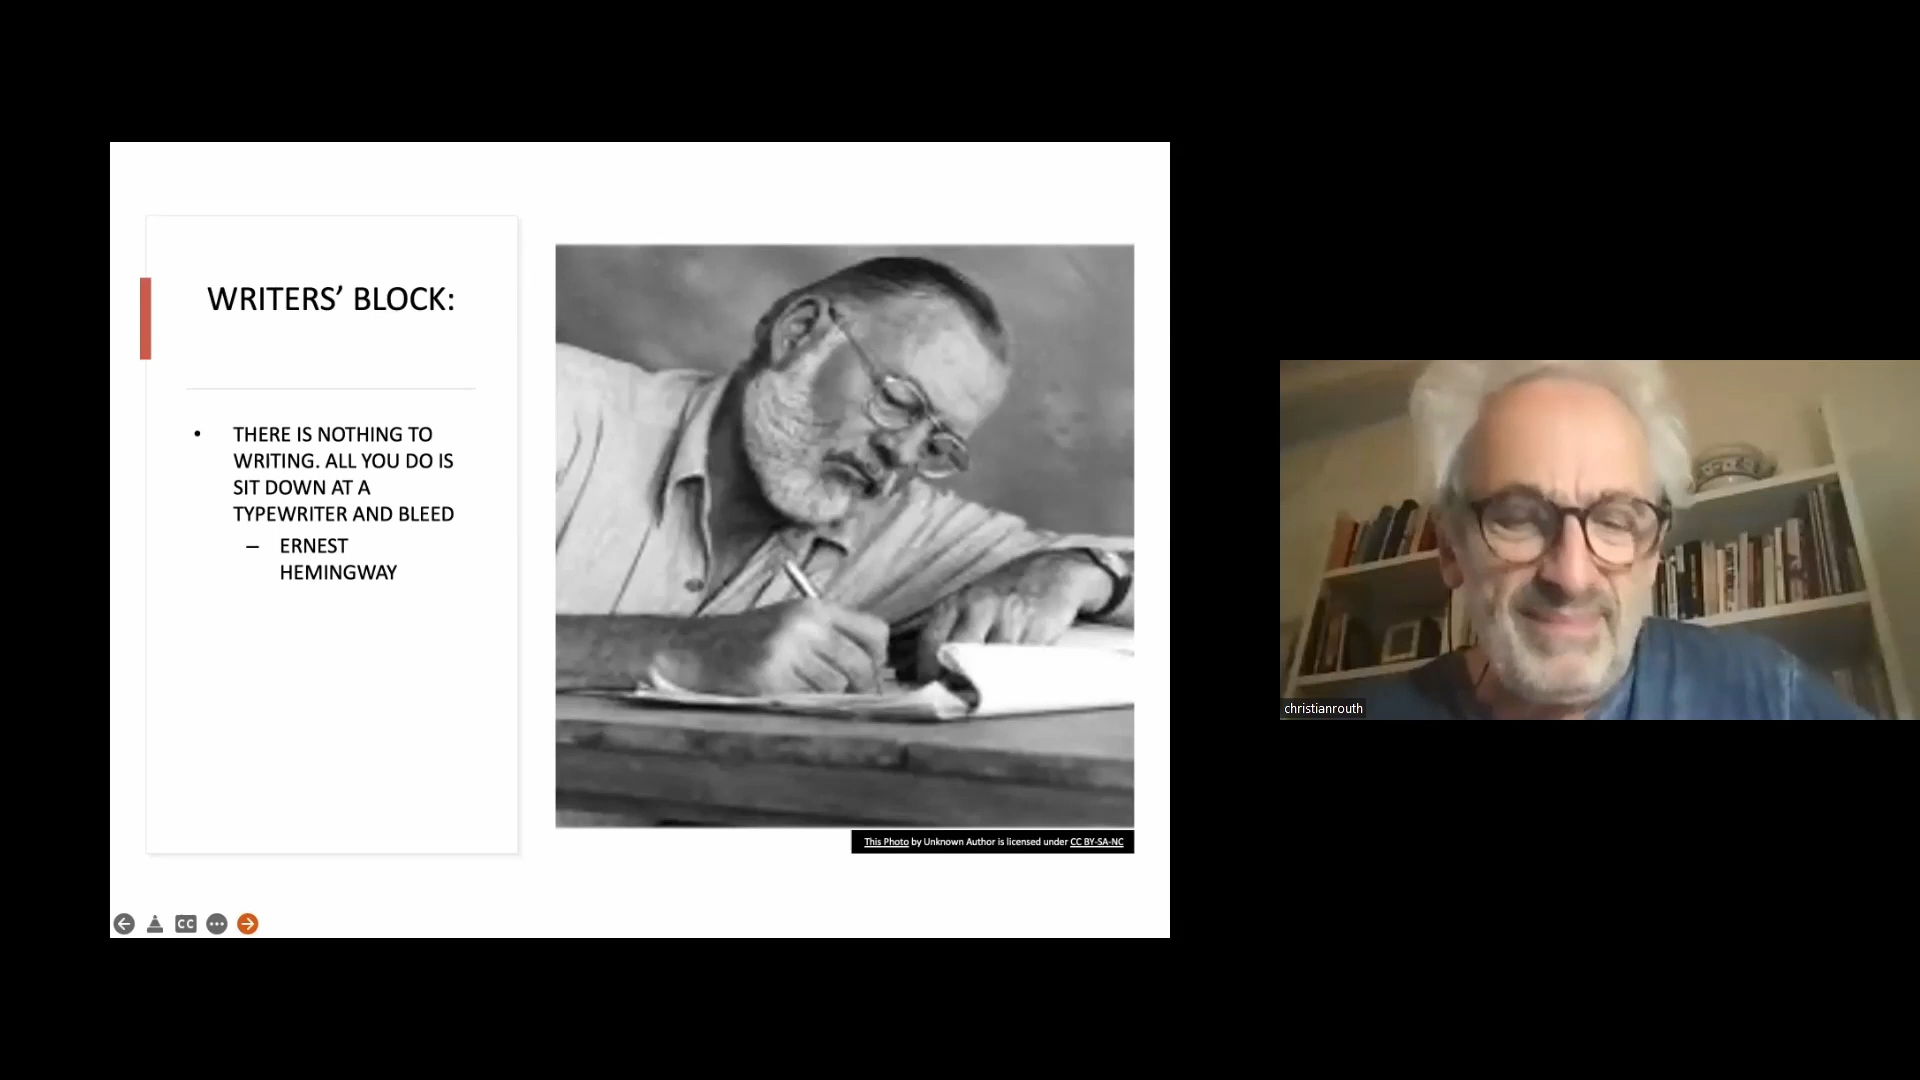 WRITERS’ BLOCK:
• THERE IS NOTHING TO
WRITING. ALL YOU DO IS
SIT DOWN AT A
TYPEWRITER AND BLEED
– ERNEST
HEMINGWAY
This Photo by Unknown Author is licensed under CC BY-SA-NC
CC
christianrouth